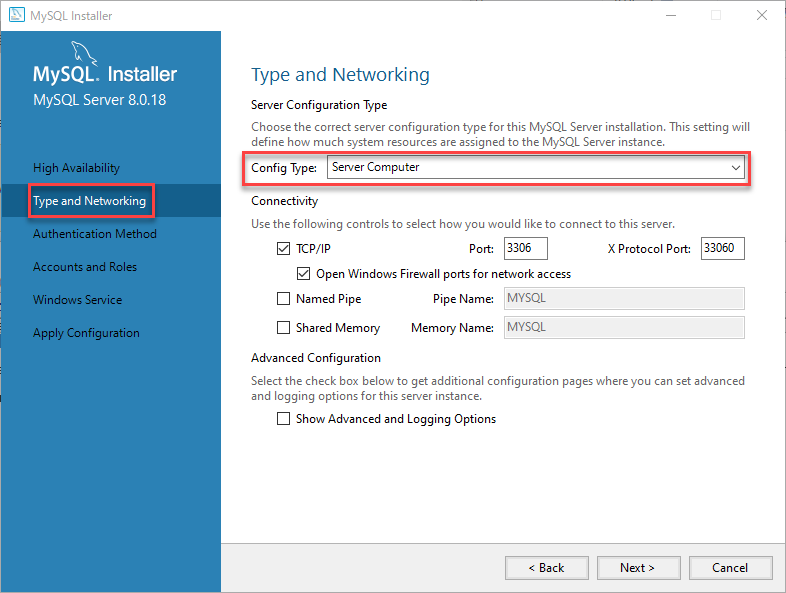 MySQL Installer
MySQL® Installer
MySQL Server 8.0.18
High Availability
Type and Networking
Authentication Method
Accounts and Roles
Windows Service
Apply Configuration
Type and Networking
Server Configuration Type
Choose the correct server configuration type for this MySQL Server installation. This setting will
define how much system resources are assigned to the MySQL Server instance.
Config Type: Server Computer
Connectivity
Use the following controls to select how you would like to connect to this server.
TCP/IP Port: 3306 X Protocol Port: 33060
Open Windows Firewall ports for network access
Named Pipe Pipe Name: MYSQL
Shared Memory Memory Name: MYSQL
Advanced Configuration
Select the check box below to get additional configuration pages where you can set advanced
and logging options for this server instance.
Show Advanced and Logging Options
< Back Next > Cancel